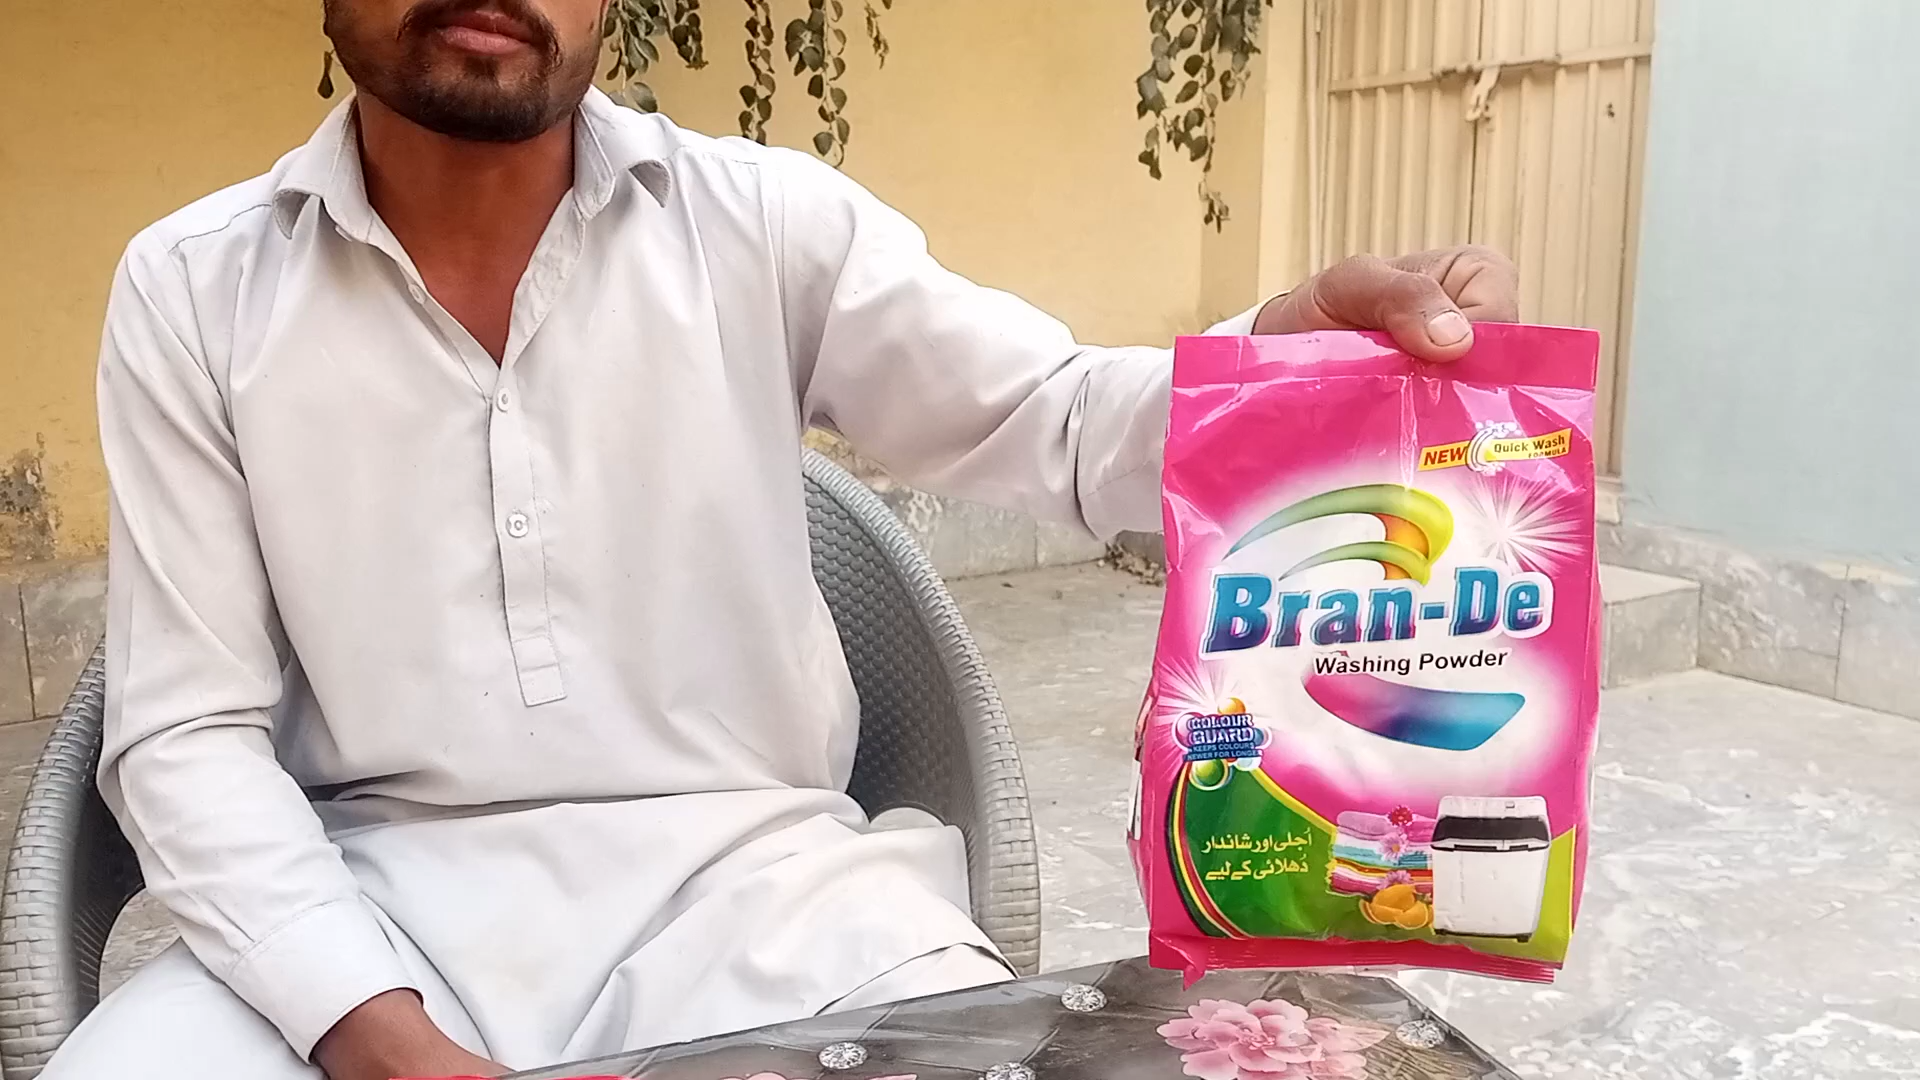 NEW Quick Wash
FORMULA
Bran-De
Washing Powder
COLOUR
GUARD
KEEPS COLOURS
NEWER FOR LONGER
اُجلی اور شاندار
دُھلائی کے لیے